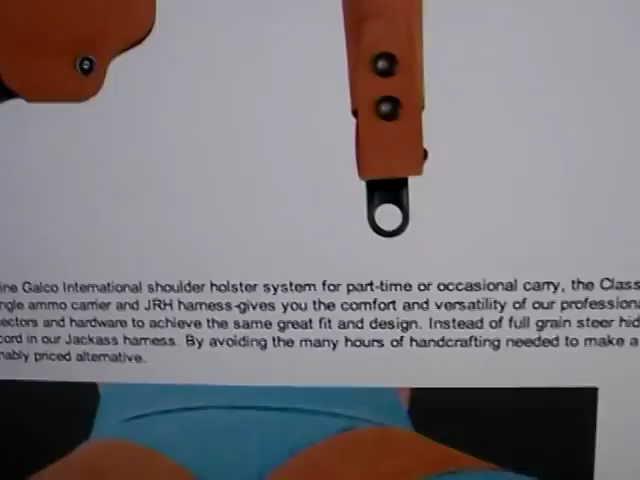 ine Galco International shoulder holster system for part-time or occasional carry, the Class
ngle ammo carrier and JRH harness-gives you the comfort and versatility of our professiona
ectors and hardware to achieve the same great fit and design. Instead of full grain steer hid
cord in our Jackass harness. By avoiding the many hours of handcrafting needed to make a
nably priced alternative.